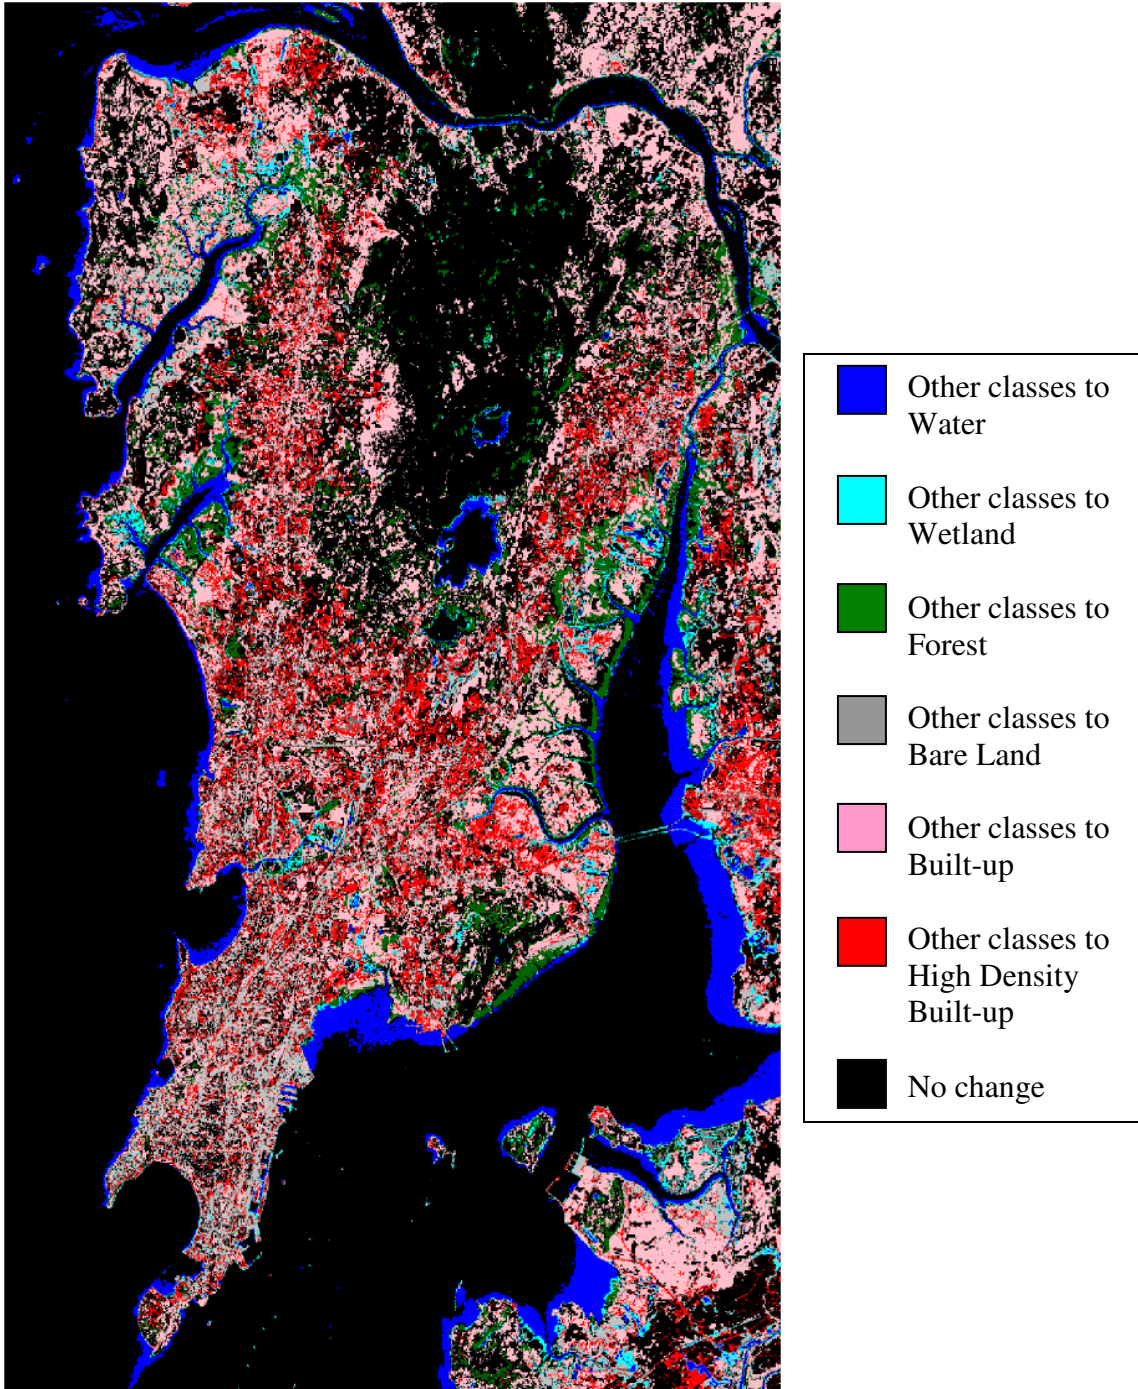 Other classes to
Water
Other classes to
Wetland
Other classes to
Forest
Other classes to
Bare Land
Other classes to
Built-up
Other classes to
High Density
Built-up
No change